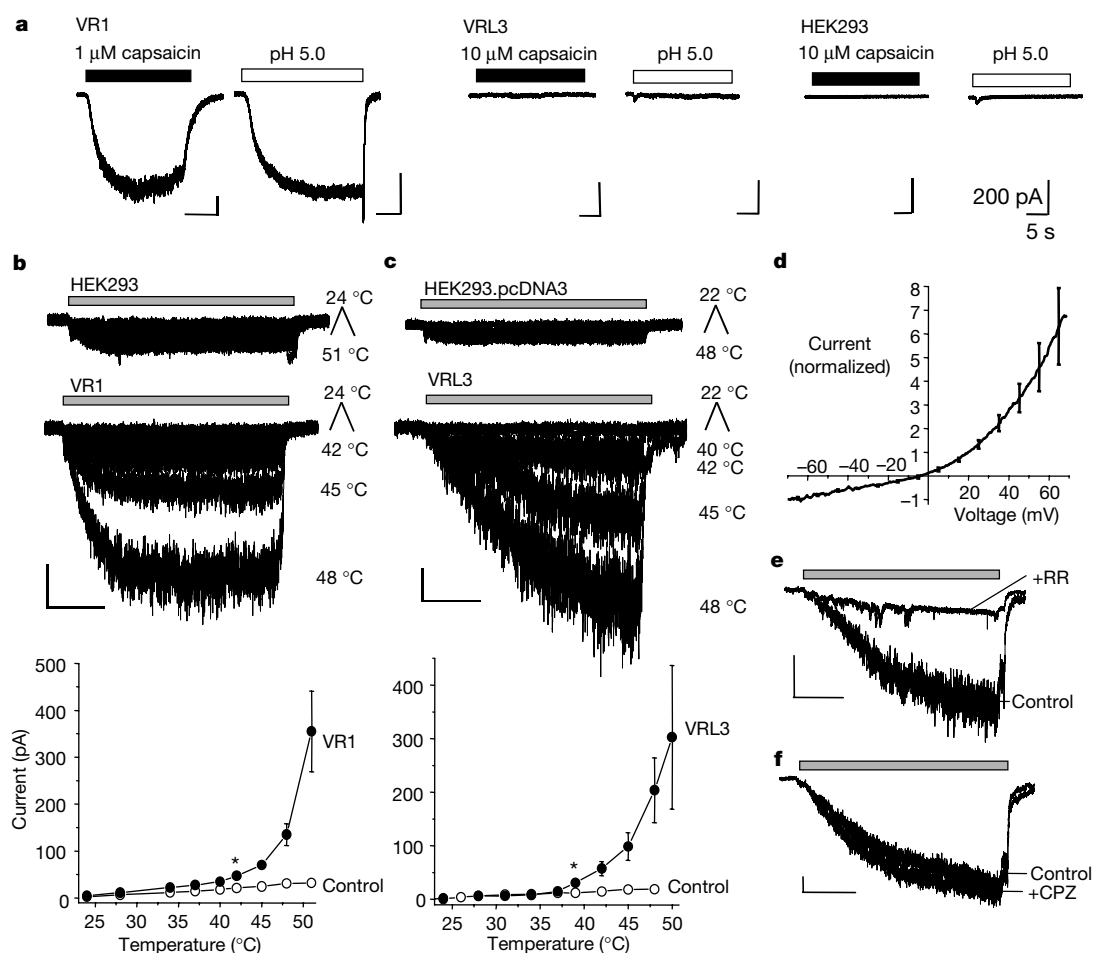 a
VR1
1 µM capsaicin
pH 5.0
VRL3
10 µM capsaicin
pH 5.0
HEK293
10 µM capsaicin
pH 5.0
200 pA
5 s
b
HEK293
24 °C
51 °C
VR1
24 °C
42 °C
45 °C
48 °C
500
400
300
200
100
0
Current (pA)
*
VR1
Control
25 30 35 40 45 50
Temperature (°C)
c
HEK293.pcDNA3
22 °C
48 °C
VRL3
22 °C
40 °C
42 °C
45 °C
48 °C
400
300
200
100
0
*
VRL3
Control
25 30 35 40 45 50
Temperature (°C)
d
Current
(normalized)
8
7
6
5
4
3
2
1
−1
−60 −40 −20
20 40 60
Voltage (mV)
e
+RR
Control
f
Control
+CPZ